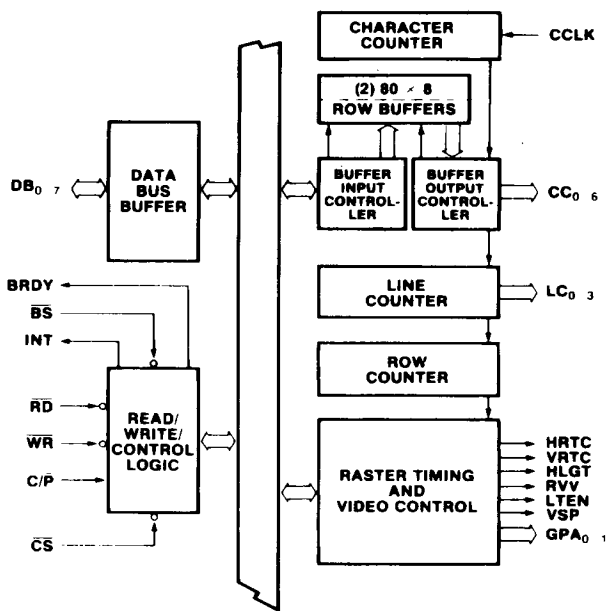 CHARACTER
COUNTER
CCLK
(2) 80 × 8
ROW BUFFERS
DATA
BUS
BUFFER
DB0 7
BUFFER
INPUT
CONTROL-
LER
BUFFER
OUTPUT
CONTROL-
LER
CC0 6
BRDY
BS
INT
LINE
COUNTER
LC0 3
ROW
COUNTER
RD
WR
C/P
CS
READ/
WRITE/
CONTROL
LOGIC
RASTER TIMING
AND
VIDEO CONTROL
HRTC
VRTC
HLGT
RVV
LTEN
VSP
GPA0 1